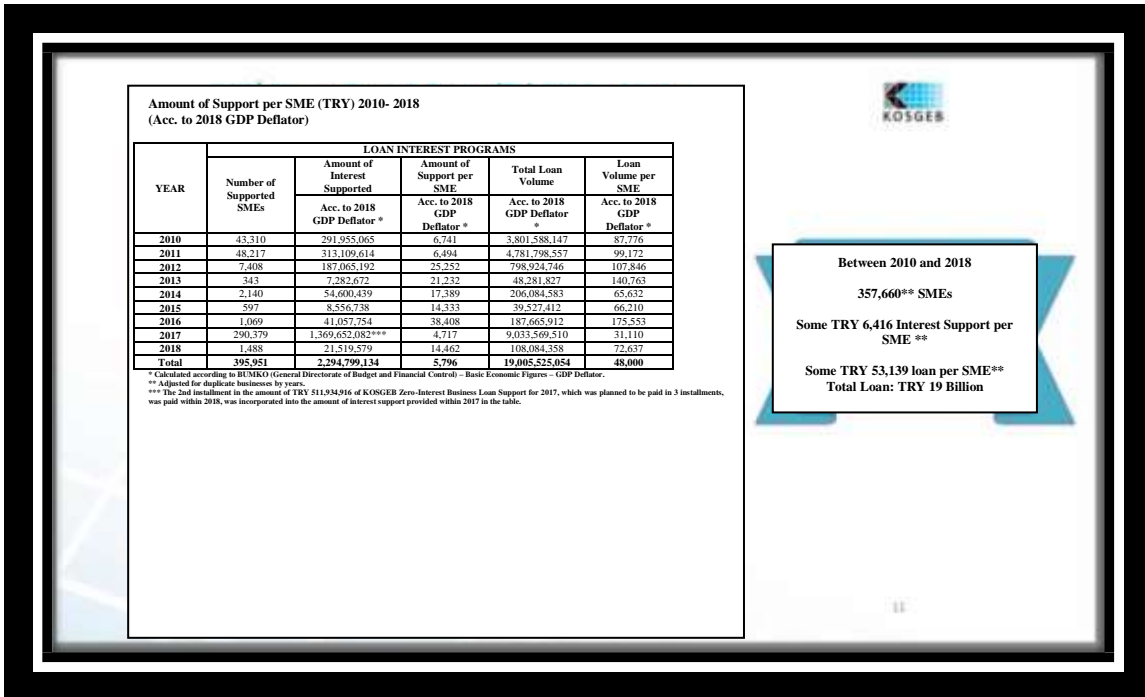 Amount of Support per SME (TRY) 2010- 2018
(Acc. to 2018 GDP Deflator)
KOSGEB
YEAR
LOAN INTEREST PROGRAMS
Number of
Supported
SMEs
Amount of
Interest
Supported
Amount of
Support per
SME
Total Loan
Volume
Loan
Volume per
SME
Acc. to 2018
GDP Deflator *
Acc. to 2018
GDP
Deflator *
Acc. to 2018
GDP Deflator
*
Acc. to 2018
GDP
Deflator *
2010 43,310 291,955,065 6,741 3,801,588,147 87,776
2011 48,217 313,109,614 6,494 4,781,798,557 99,172
2012 7,408 187,065,192 25,252 798,924,746 107,846
2013 343 7,282,672 21,232 48,281,827 140,763
2014 2,140 54,600,439 17,389 206,084,583 65,632
2015 597 8,556,738 14,333 39,527,412 66,210
2016 1,069 41,057,754 38,408 187,665,912 175,553
2017 290,379 1,369,652,082*** 4,717 9,033,569,510 31,110
2018 1,488 21,519,579 14,462 108,084,358 72,637
Total 395,951 2,294,799,134 5,796 19,005,525,054 48,000
* Calculated according to BUMKO (General Directorate of Budget and Financial Control) – Basic Economic Figures – GDP Deflator.
** Adjusted for duplicate businesses by years.
*** The 2nd installment in the amount of TRY 511,934,916 of KOSGEB Zero-Interest Business Loan Support for 2017, which was planned to be paid in 3 installments,
was paid within 2018, was incorporated into the amount of interest support provided within 2017 in the table.
Between 2010 and 2018
357,660** SMEs
Some TRY 6,416 Interest Support per
SME **
Some TRY 53,139 loan per SME**
Total Loan: TRY 19 Billion
11